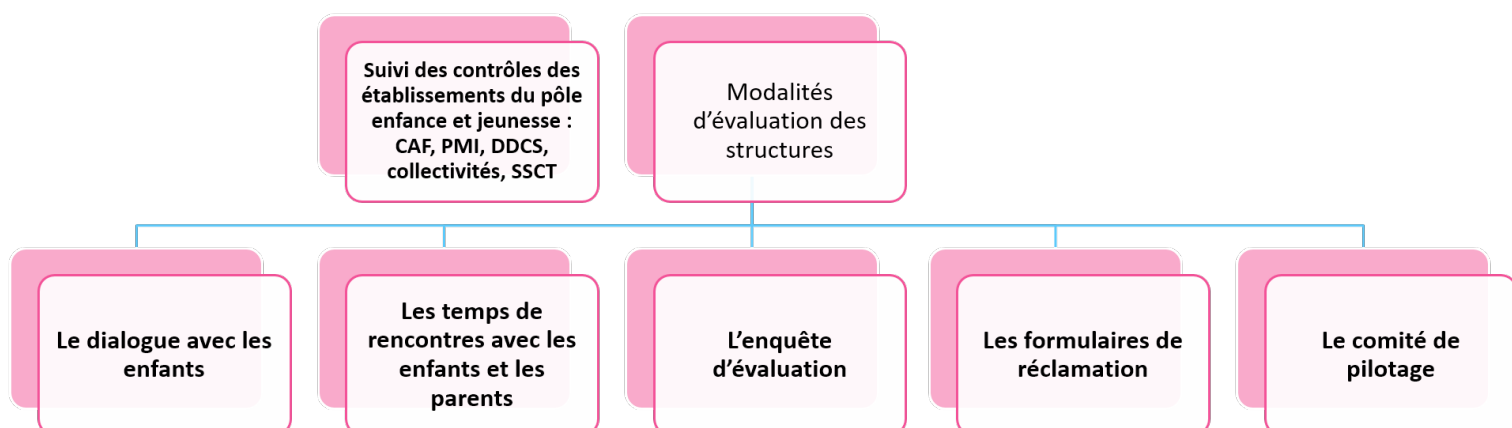 Suivi des contrôles des
établissements du pôle
enfance et jeunesse :
CAF, PMI, DDCS,
collectivités, SSCT
Modalités
d’évaluation des
structures
Le dialogue avec les
enfants
Les temps de
rencontres avec les
enfants et les
parents
L’enquête
d’évaluation
Les formulaires de
réclamation
Le comité de
pilotage